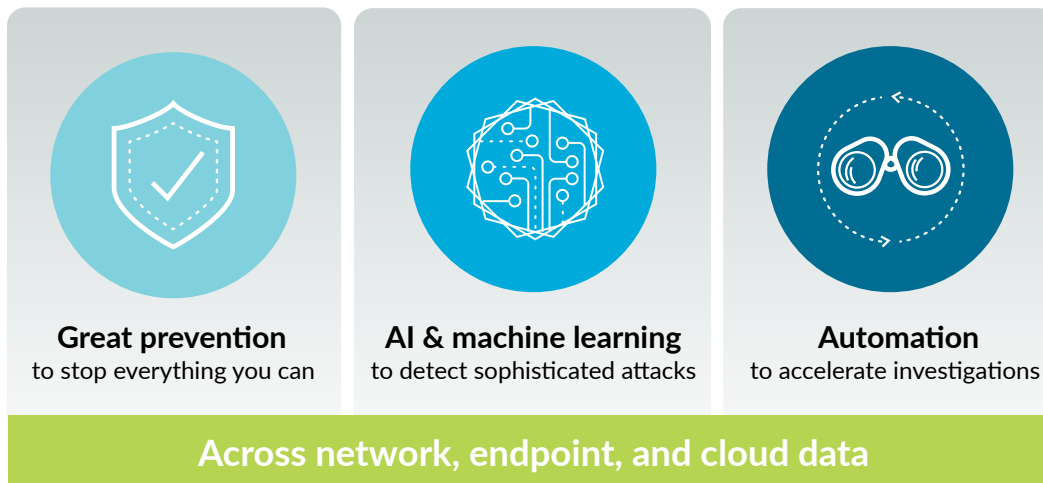 Great prevention
to stop everything you can
AI & machine learning
to detect sophisticated attacks
Automation
to accelerate investigations
Across network, endpoint, and cloud data